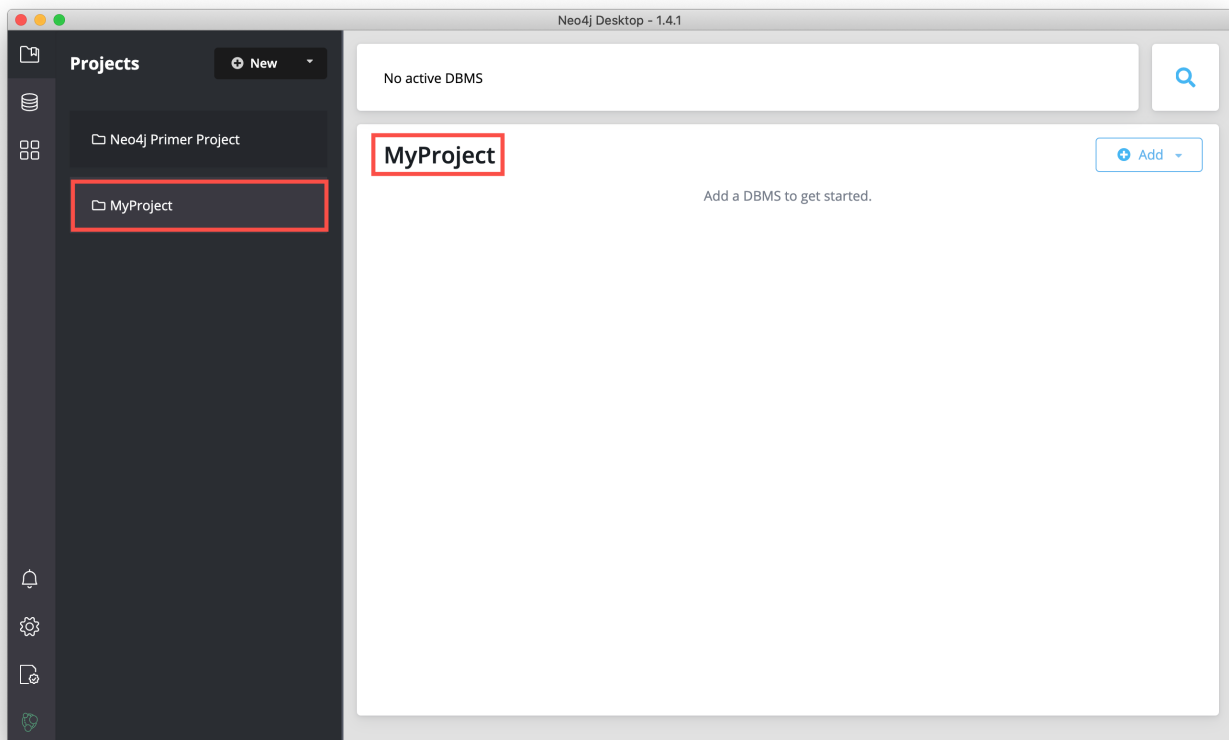 Neo4j Desktop - 1.4.1
Projects
New
No active DBMS
Neo4j Primer Project
MyProject
MyProject
Add
Add a DBMS to get started.